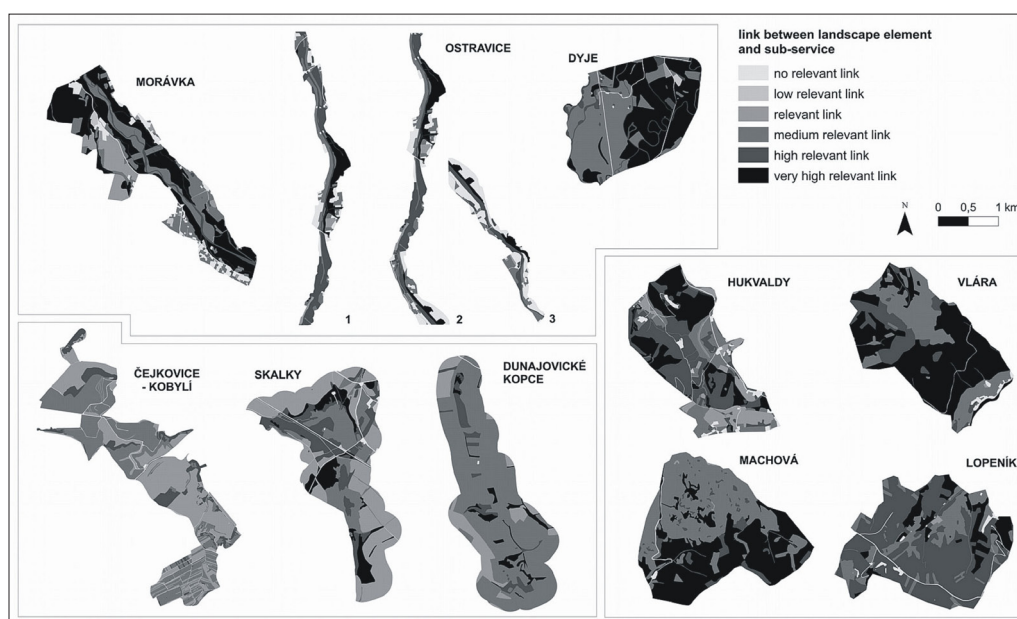 MORÁVKA
OSTRAVICE
DYJE
1
2
3
link between landscape element
and sub-service
no relevant link
low relevant link
relevant link
medium relevant link
high relevant link
very high relevant link
N
0 0,5 1 km
ČEJKOVICE
- KOBYLÍ
SKALKY
DUNAJOVICKÉ
KOPCE
HUKVALDY
VLÁRA
MACHOVÁ
LOPENÍK